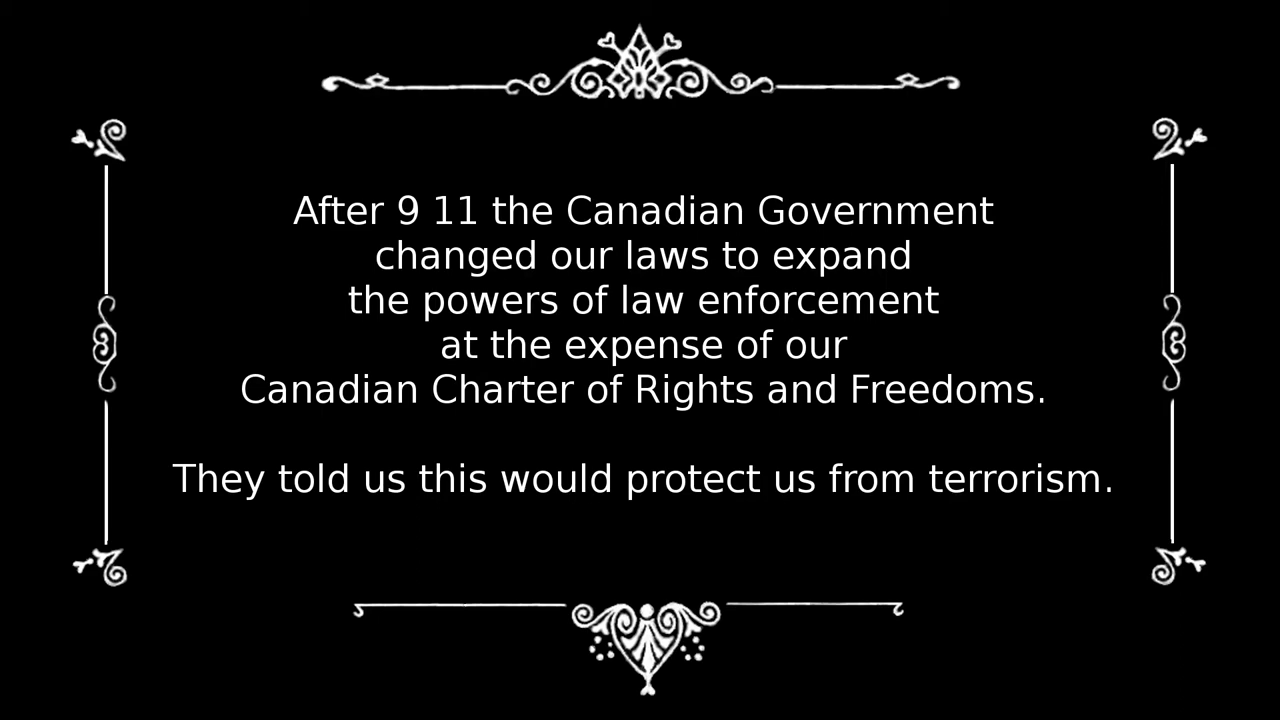 After 9 11 the Canadian Government
changed our laws to expand
the powers of law enforcement
at the expense of our
Canadian Charter of Rights and Freedoms.
They told us this would protect us from terrorism.